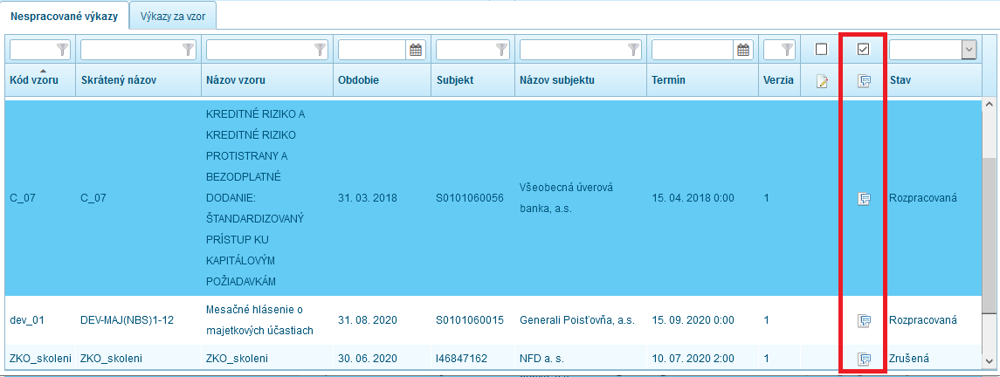 Nespracované výkazy Výkazy za vzor
Kód vzoru Skrátený názov Názov vzoru Obdobie Subjekt Názov subjektu Termín Verzia Stav
KREDITNÉ RIZIKO A
KREDITNÉ RIZIKO
PROTISTRANY A
BEZODPLATNÉ
DODANIE:
ŠTANDARDIZOVANÝ
PRÍSTUP KU
KAPITÁLOVÝM
POŽIADAVKÁM
C_07 C_07 31. 03. 2018 S0101060056 Všeobecná úverová
banka, a.s. 15. 04. 2018 0:00 1 Rozpracovaná
Mesačné hlásenie o
majetkových účastiach
dev_01 DEV-MAJ(NBS)1-12 31. 08. 2020 S0101060015 Generali Poisťovňa, a.s. 15. 09. 2020 0:00 1 Rozpracovaná
ZKO_skoleni ZKO_skoleni ZKO_skoleni 30. 06. 2020 I46847162 NFD a. s. 10. 07. 2020 2:00 1 Zrušená